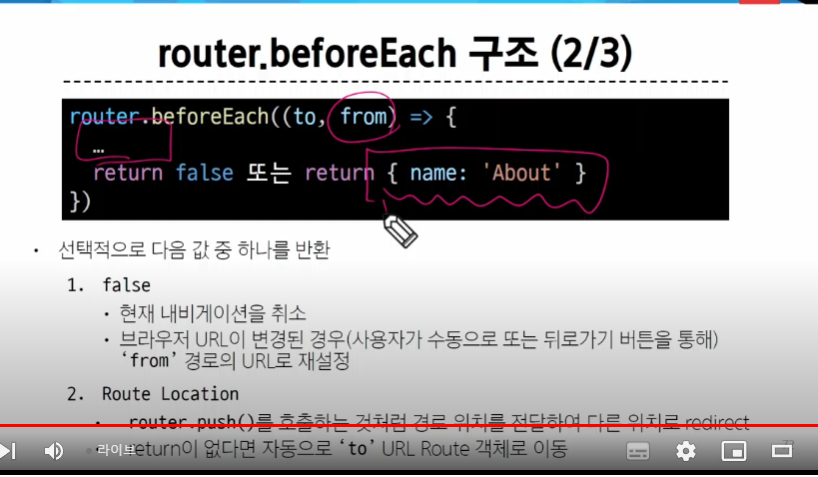 router.beforeEach 구조 (2/3)
router.beforeEach((to, from) => {
…
return false 또는 return { name: 'About' }
})
• 선택적으로 다음 값 중 하나를 반환
1. false
• 현재 내비게이션을 취소
• 브라우저 URL이 변경된 경우(사용자가 수동으로 또는 뒤로가기 버튼을 통해)
‘from’ 경로의 URL로 재설정
2. Route Location
• router.push()를 호출하는 것처럼 경로 위치를 전달하여 다른 위치로 redirect
• return이 없다면 자동으로 ‘to’ URL Route 객체로 이동
라이브